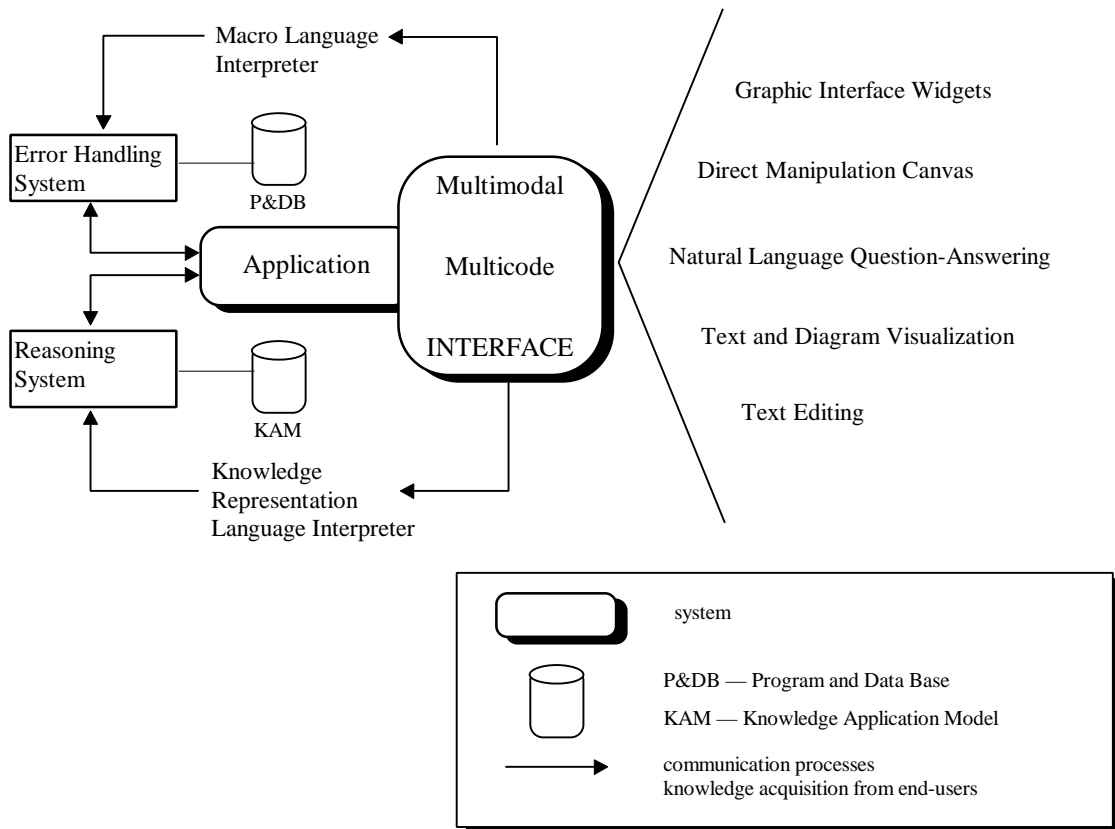 Macro Language
Interpreter
Error Handling
System
P&DB
Application
Multimodal
Multicode
INTERFACE
Reasoning
System
KAM
Knowledge
Representation
Language Interpreter
Graphic Interface Widgets
Direct Manipulation Canvas
Natural Language Question-Answering
Text and Diagram Visualization
Text Editing
system
P&DB — Program and Data Base
KAM — Knowledge Application Model
communication processes
knowledge acquisition from end-users